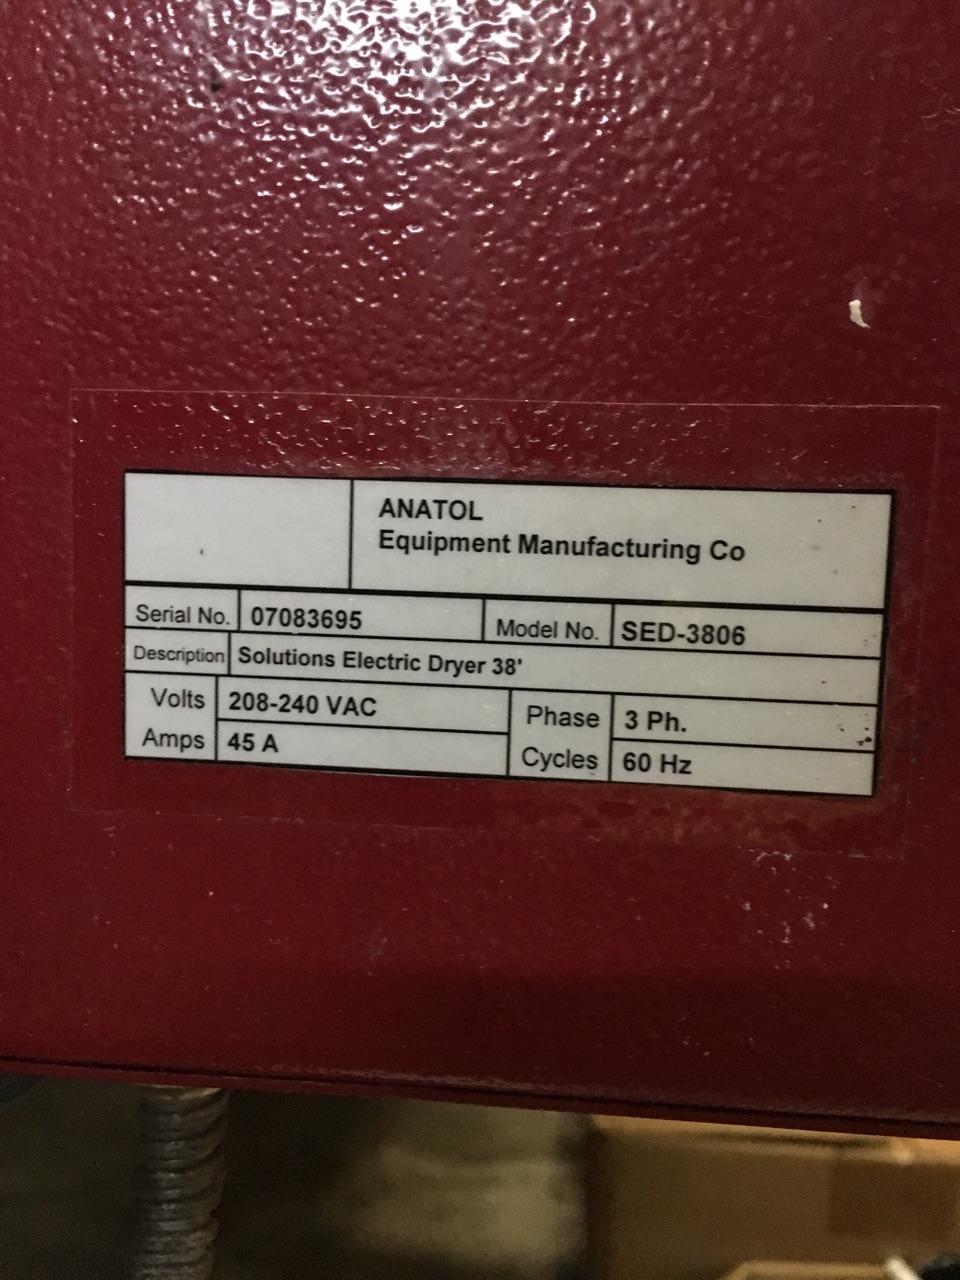 ANATOL
Equipment Manufacturing Co
Serial No. 07083695 Model No. SED-3806
Description Solutions Electric Dryer 38'
Volts 208-240 VAC Phase 3 Ph.
Amps 45 A Cycles 60 Hz